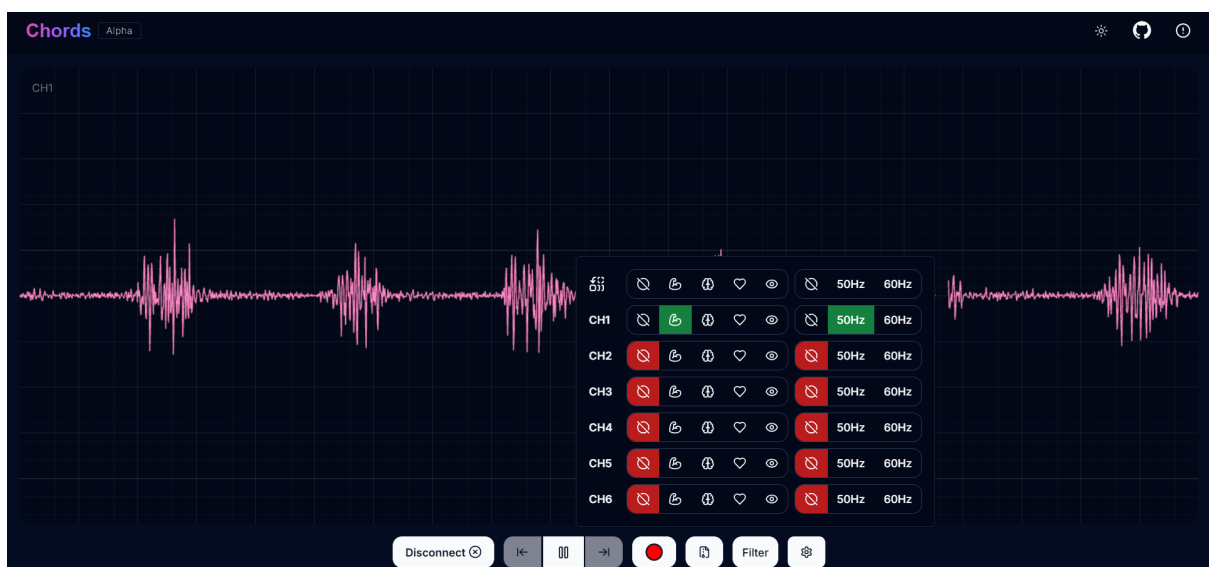 Chords Alpha
CH1
50Hz 60Hz
CH1 50Hz 60Hz
CH2 50Hz 60Hz
CH3 50Hz 60Hz
CH4 50Hz 60Hz
CH5 50Hz 60Hz
CH6 50Hz 60Hz
Disconnect Filter